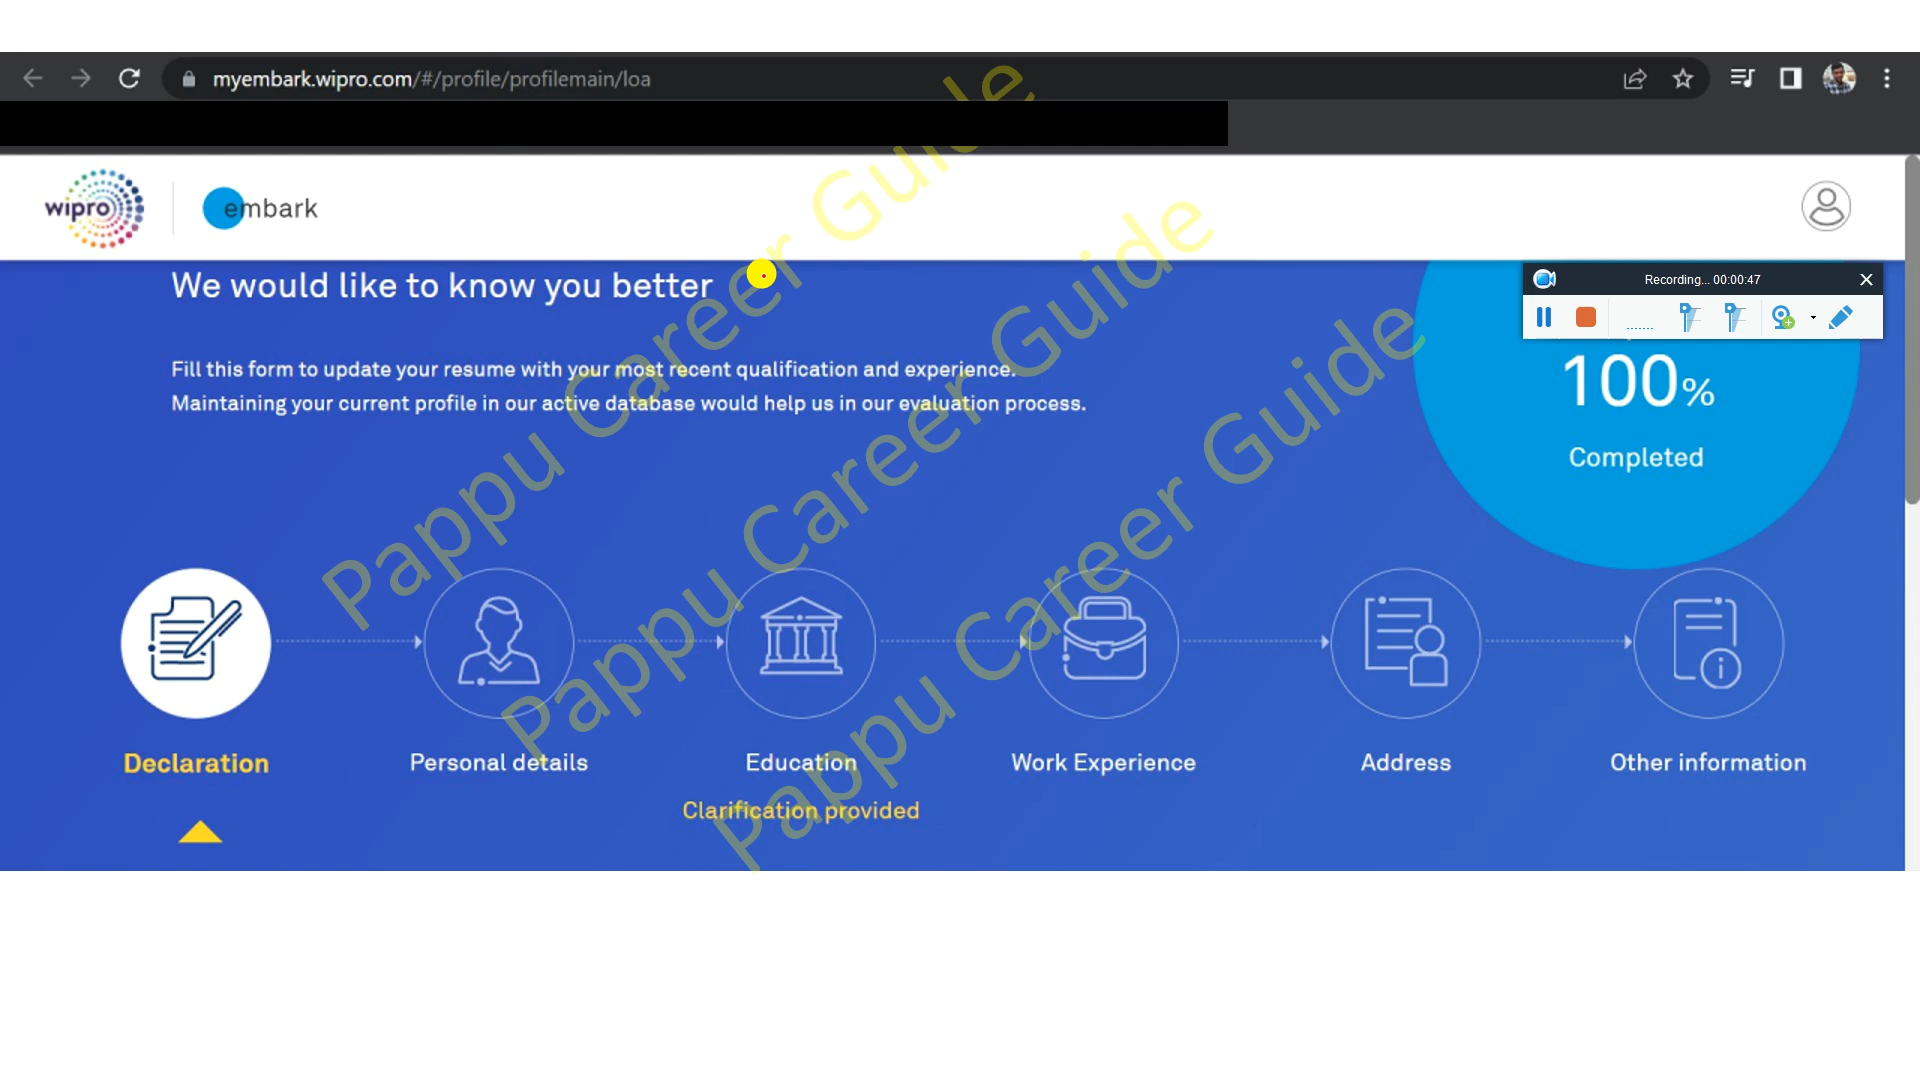 myembark.wipro.com/#/profile/profilemain/loa
wipro
embark
We would like to know you better
Recording... 00:00:47
Fill this form to update your resume with your most recent qualification and experience.
Maintaining your current profile in our active database would help us in our evaluation process.
100%
Completed
Declaration
Personal details
Education
Work Experience
Address
Other information
Clarification provided
Pappu Career Guide
Pappu Career Guide
Pappu Career Guide